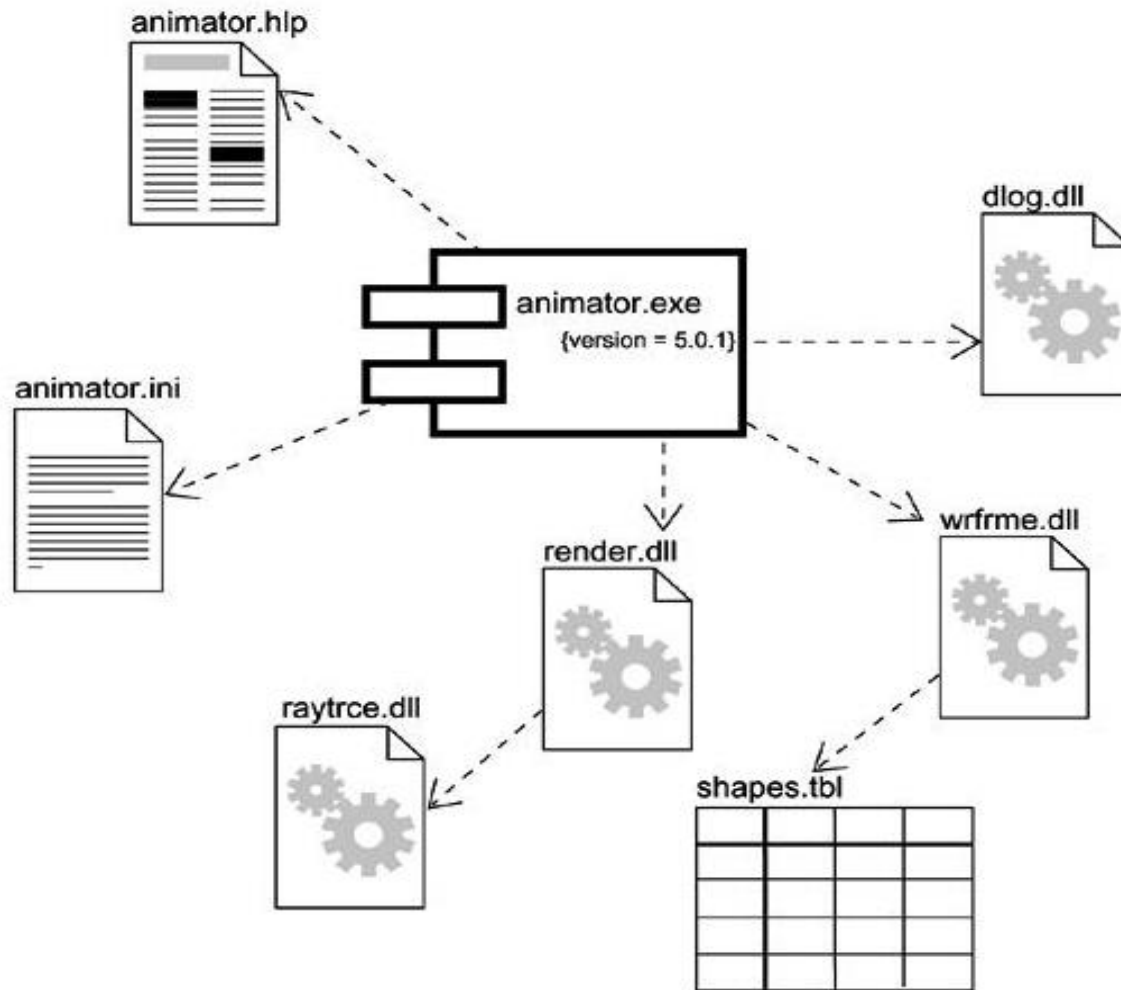 animator.hlp
dlog.dll
animator.exe
{version = 5.0.1}
animator.ini
wrfrme.dll
render.dll
raytrce.dll
shapes.tbl